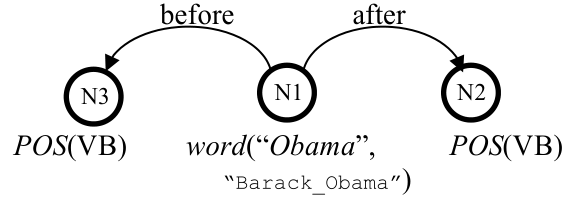 before after
N3 N1 N2
POS(VB) word(“Obama”, POS(VB)
“Barack_Obama”)